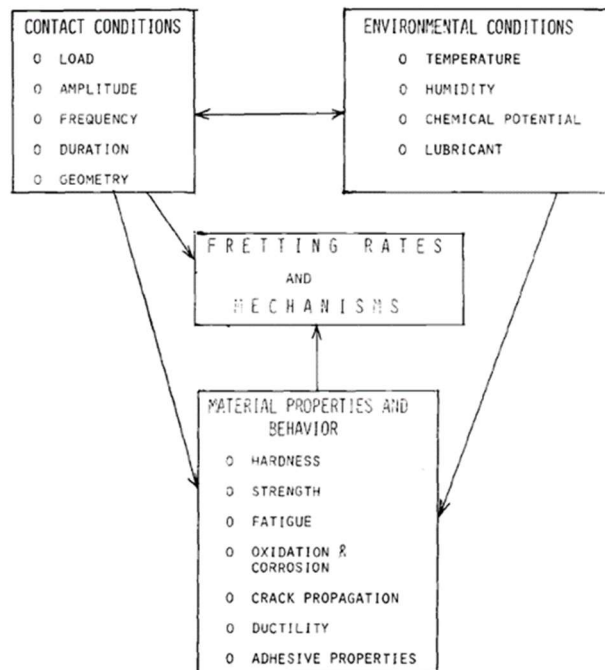 CONTACT CONDITIONS
O LOAD
O AMPLITUDE
O FREQUENCY
O DURATION
O GEOMETRY
ENVIRONMENTAL CONDITIONS
O TEMPERATURE
O HUMIDITY
O CHEMICAL POTENTIAL
O LUBRICANT
FRETTING RATES
AND
MECHANISMS
MATERIAL PROPERTIES AND
BEHAVIOR
O HARDNESS
O STRENGTH
O FATIGUE
O OXIDATION &
CORROSION
O CRACK PROPAGATION
O DUCTILITY
O ADHESIVE PROPERTIES